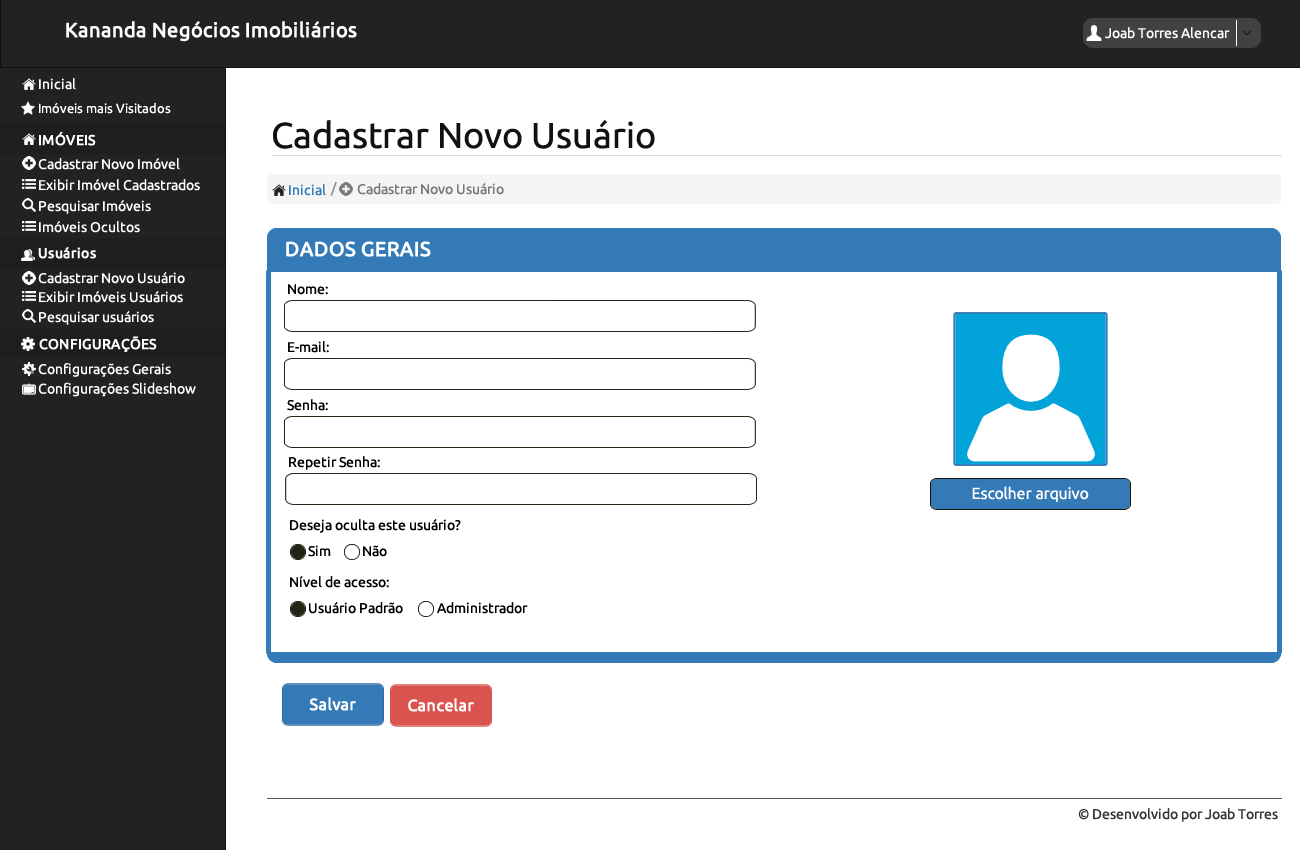 Kananda Negócios Imobiliários
Joab Torres Alencar
Inicial
Imóveis mais Visitados
IMÓVEIS
Cadastrar Novo Imóvel
Exibir Imóvel Cadastrados
Pesquisar Imóveis
Imóveis Ocultos
Usuários
Cadastrar Novo Usuário
Exibir Imóveis Usuários
Pesquisar usuários
CONFIGURAÇÕES
Configurações Gerais
Configurações Slideshow
Cadastrar Novo Usuário
Inicial / Cadastrar Novo Usuário
DADOS GERAIS
Nome:
E-mail:
Senha:
Repetir Senha:
Deseja oculta este usuário?
Sim Não
Nível de acesso:
Usuário Padrão Administrador
Escolher arquivo
Salvar Cancelar
© Desenvolvido por Joab Torres